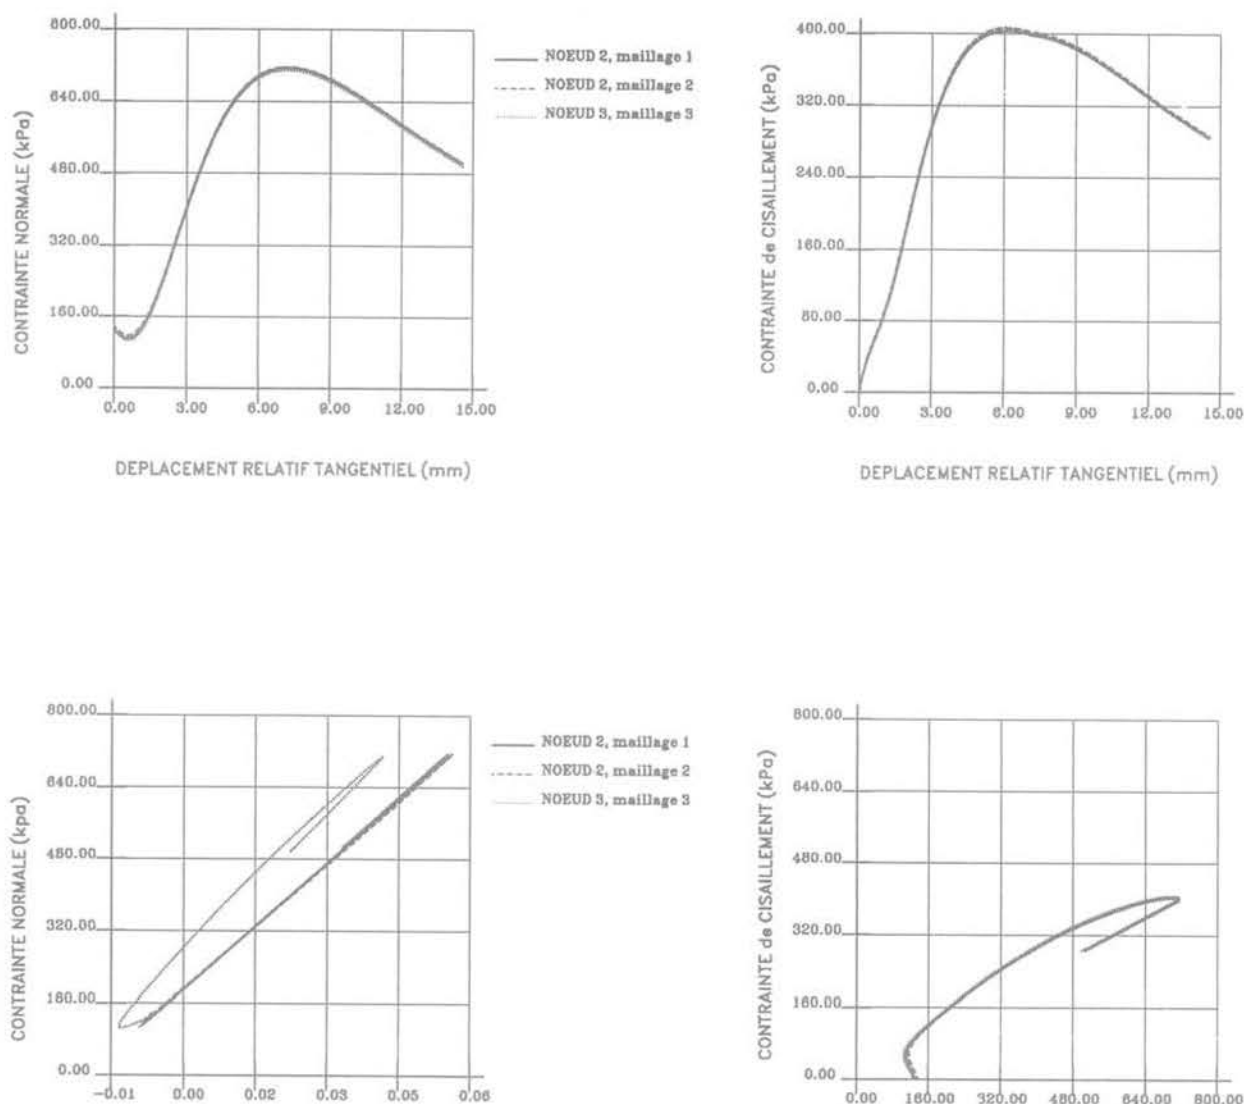 800.00
640.00
480.00
320.00
160.00
0.00
CONTRAINTE NORMALE (kPa)
0.00 3.00 6.00 9.00 12.00 15.00
DEPLACEMENT RELATIF TANGENTIEL (mm)
NOEUD 2, maillage 1
NOEUD 2, maillage 2
NOEUD 3, maillage 3
400.00
320.00
240.00
160.00
80.00
0.00
CONTRAINTE de CISAILLEMENT (kPa)
0.00 3.00 6.00 9.00 12.00 15.00
DEPLACEMENT RELATIF TANGENTIEL (mm)
800.00
640.00
480.00
320.00
180.00
0.00
CONTRAINTE NORMALE (kpa)
-0.01 0.00 0.02 0.03 0.05 0.06
NOEUD 2, maillage 1
NOEUD 2, maillage 2
NOEUD 3, maillage 3
800.00
640.00
480.00
320.00
160.00
0.00
CONTRAINTE de CISAILLEMENT (kPa)
0.00 160.00 320.00 480.00 640.00 800.00